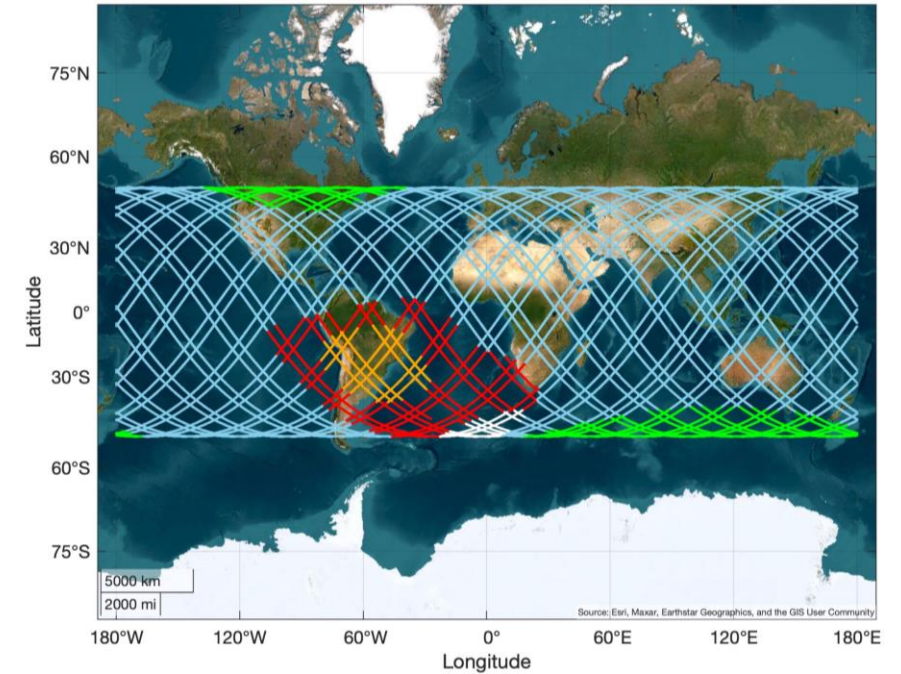 75°N
60°N
30°N
0°
30°S
60°S
75°S
Latitude
5000 km
2000 mi
Source: Esri, Maxar, Earthstar Geographics, and the GIS User Community
180°W
120°W
60°W
0°
60°E
120°E
180°E
Longitude